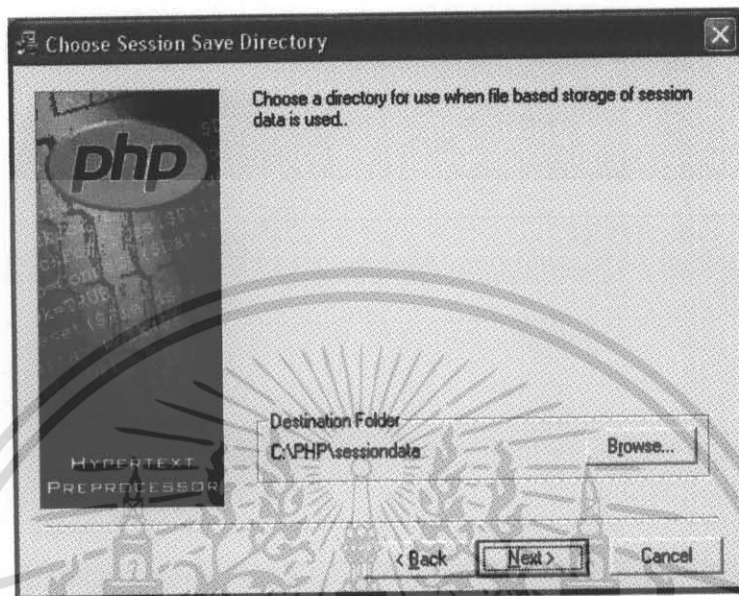 Choose Session Save Directory
Choose a directory for use when file based storage of session
data is used..
php
HYPERTEXT
PREPROCESSOR
Destination Folder
C:\PHP\sessiondata
Browse...
< Back
Next >
Cancel